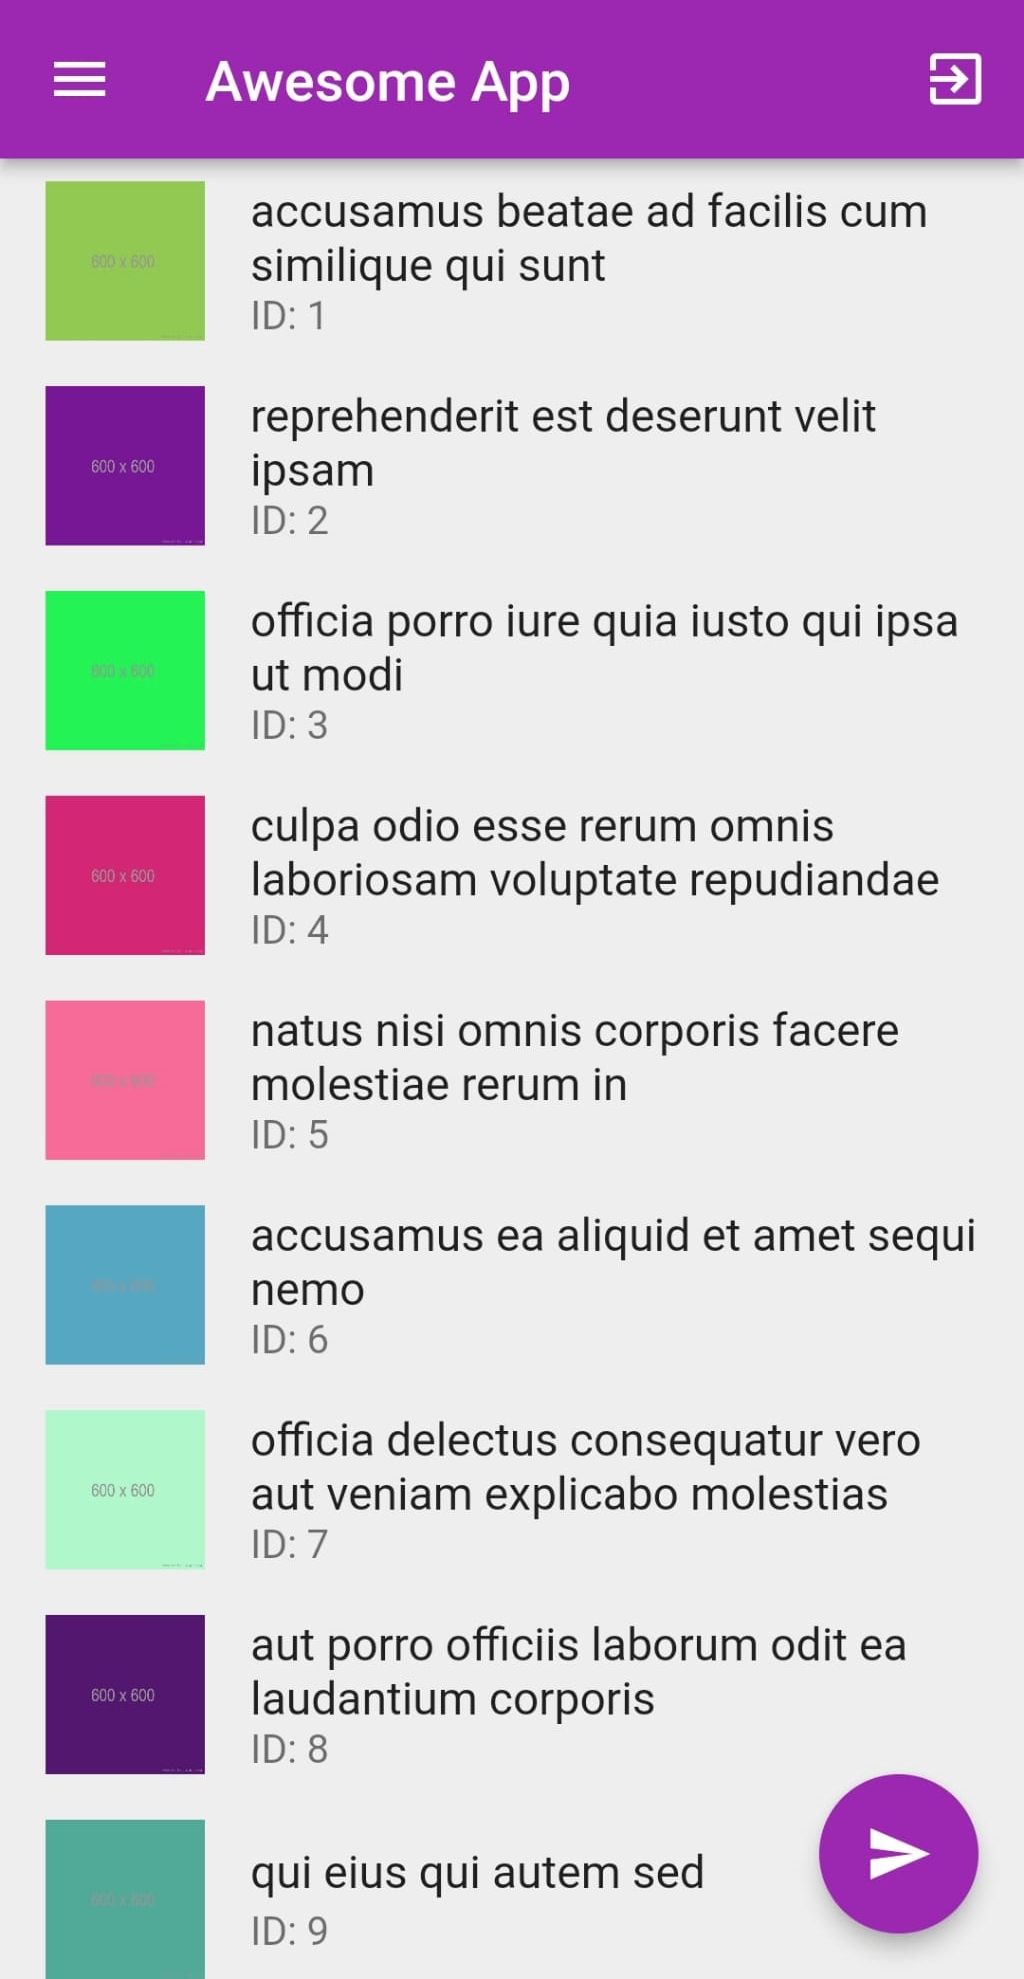 Awesome App
600 x 600
accusamus beatae ad facilis cum
similique qui sunt
ID: 1
600 x 600
reprehenderit est deserunt velit
ipsam
ID: 2
600 x 600
officia porro iure quia iusto qui ipsa
ut modi
ID: 3
600 x 600
culpa odio esse rerum omnis
laboriosam voluptate repudiandae
ID: 4
600 x 600
natus nisi omnis corporis facere
molestiae rerum in
ID: 5
600 x 600
accusamus ea aliquid et amet sequi
nemo
ID: 6
600 x 600
officia delectus consequatur vero
aut veniam explicabo molestias
ID: 7
600 x 600
aut porro officiis laborum odit ea
laudantium corporis
ID: 8
600 x 600
qui eius qui autem sed
ID: 9